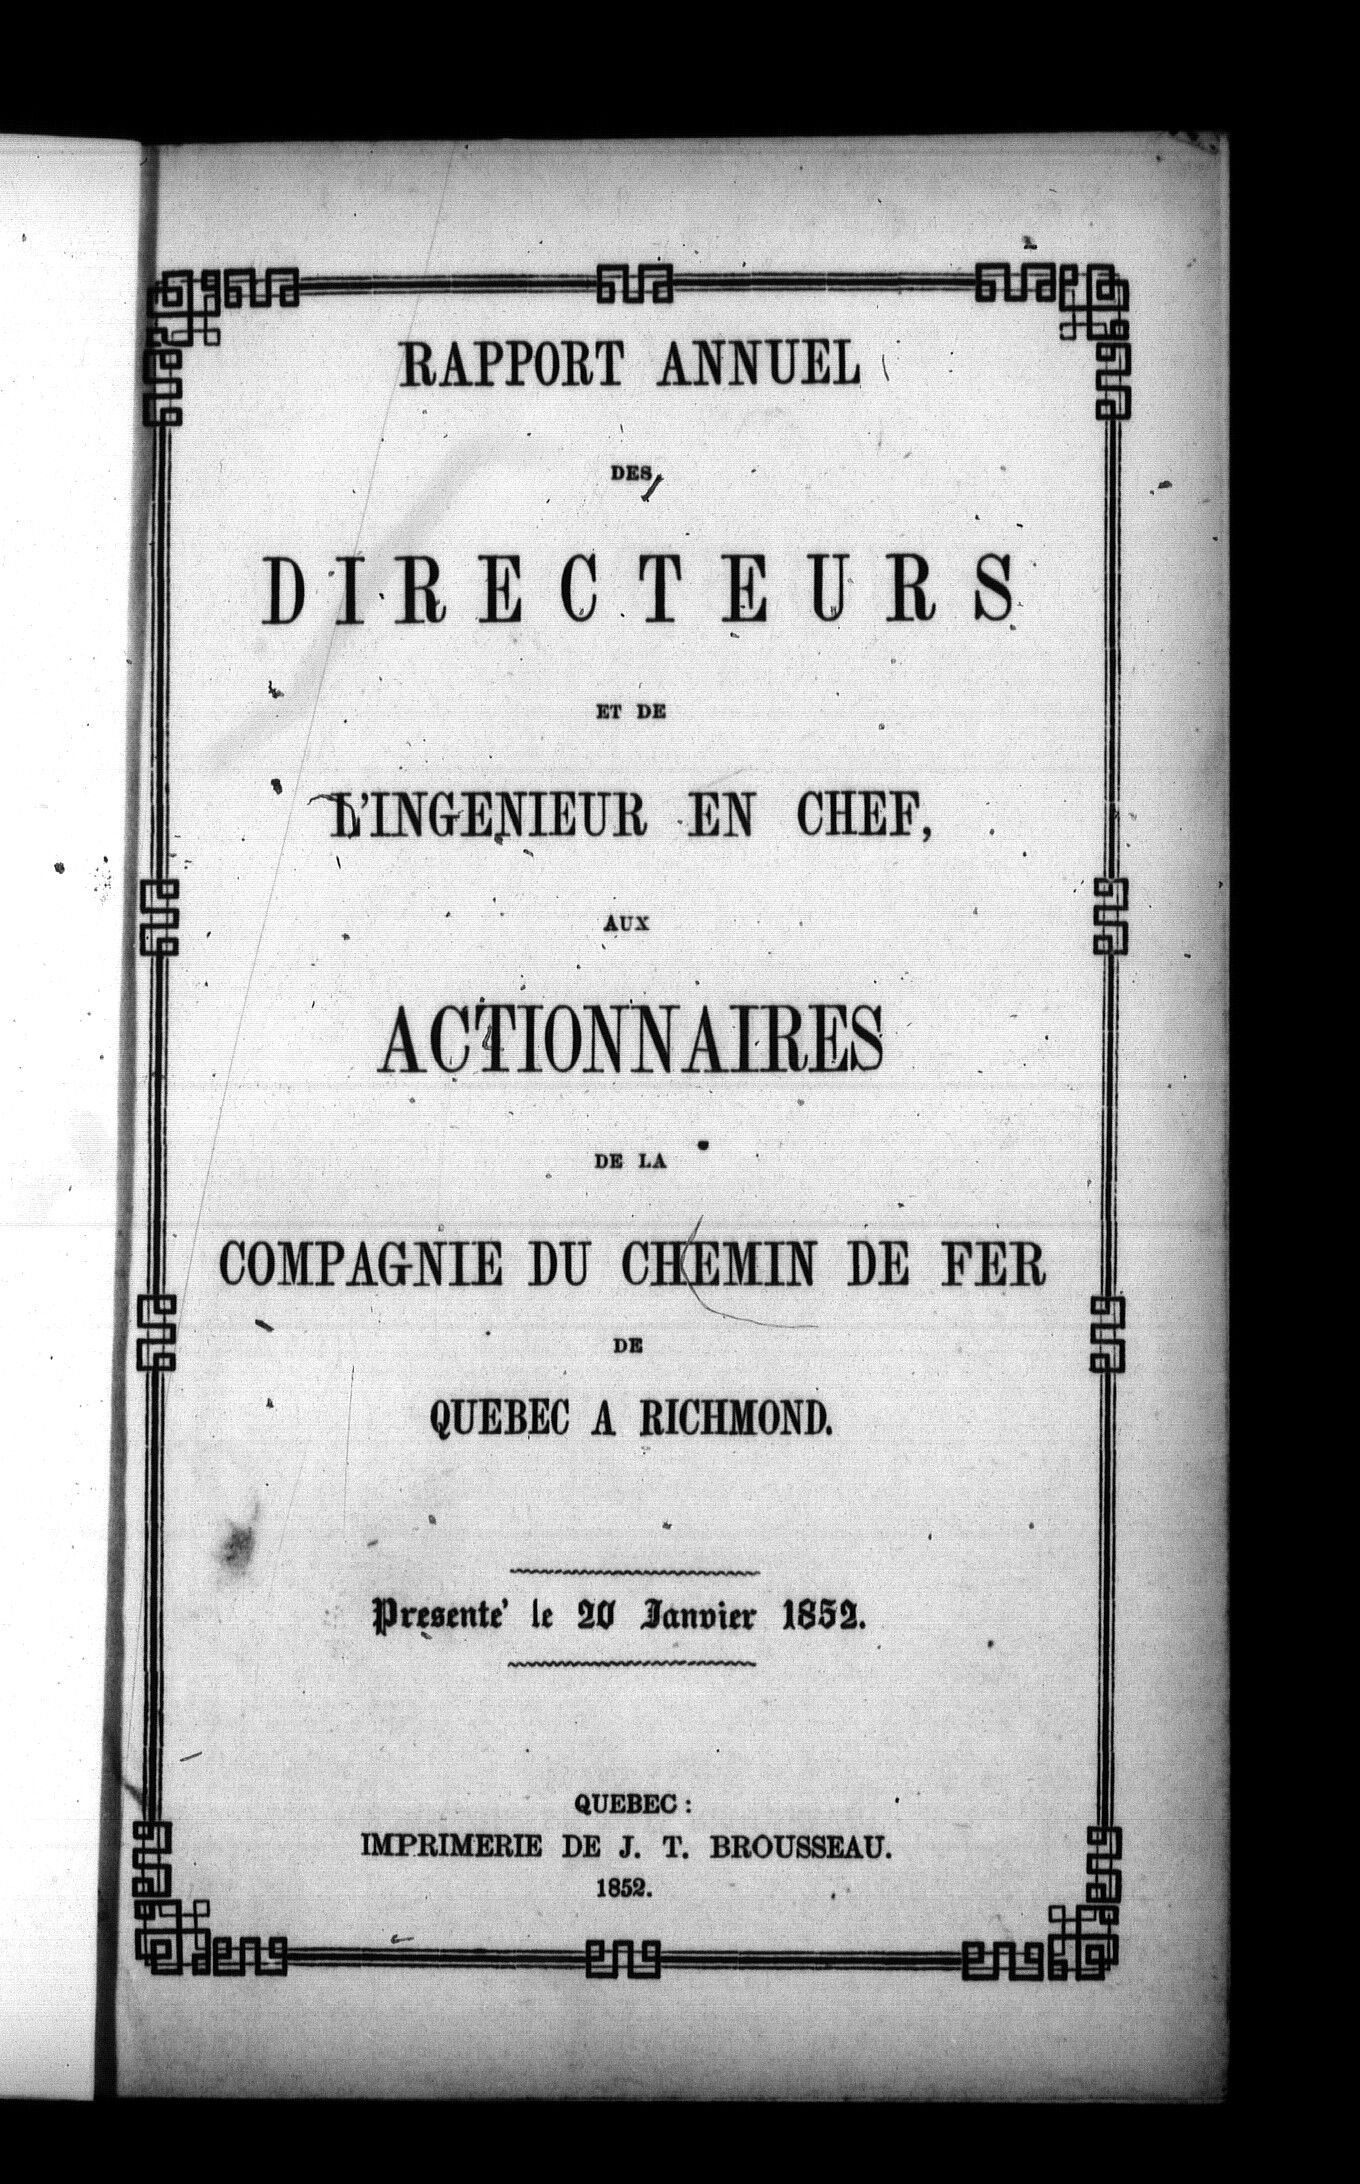 RAPPORT ANNUEL
DES
DIRECTEURS
ET DE
L'INGENIEUR EN CHEF,
AUX
ACTIONNAIRES
DE LA
COMPAGNIE DU CHEMIN DE FER
DE
QUEBEC A RICHMOND.
Presente' le 20 Janvier 1852.
QUEBEC :
IMPRIMERIE DE J. T. BROUSSEAU.
1852.